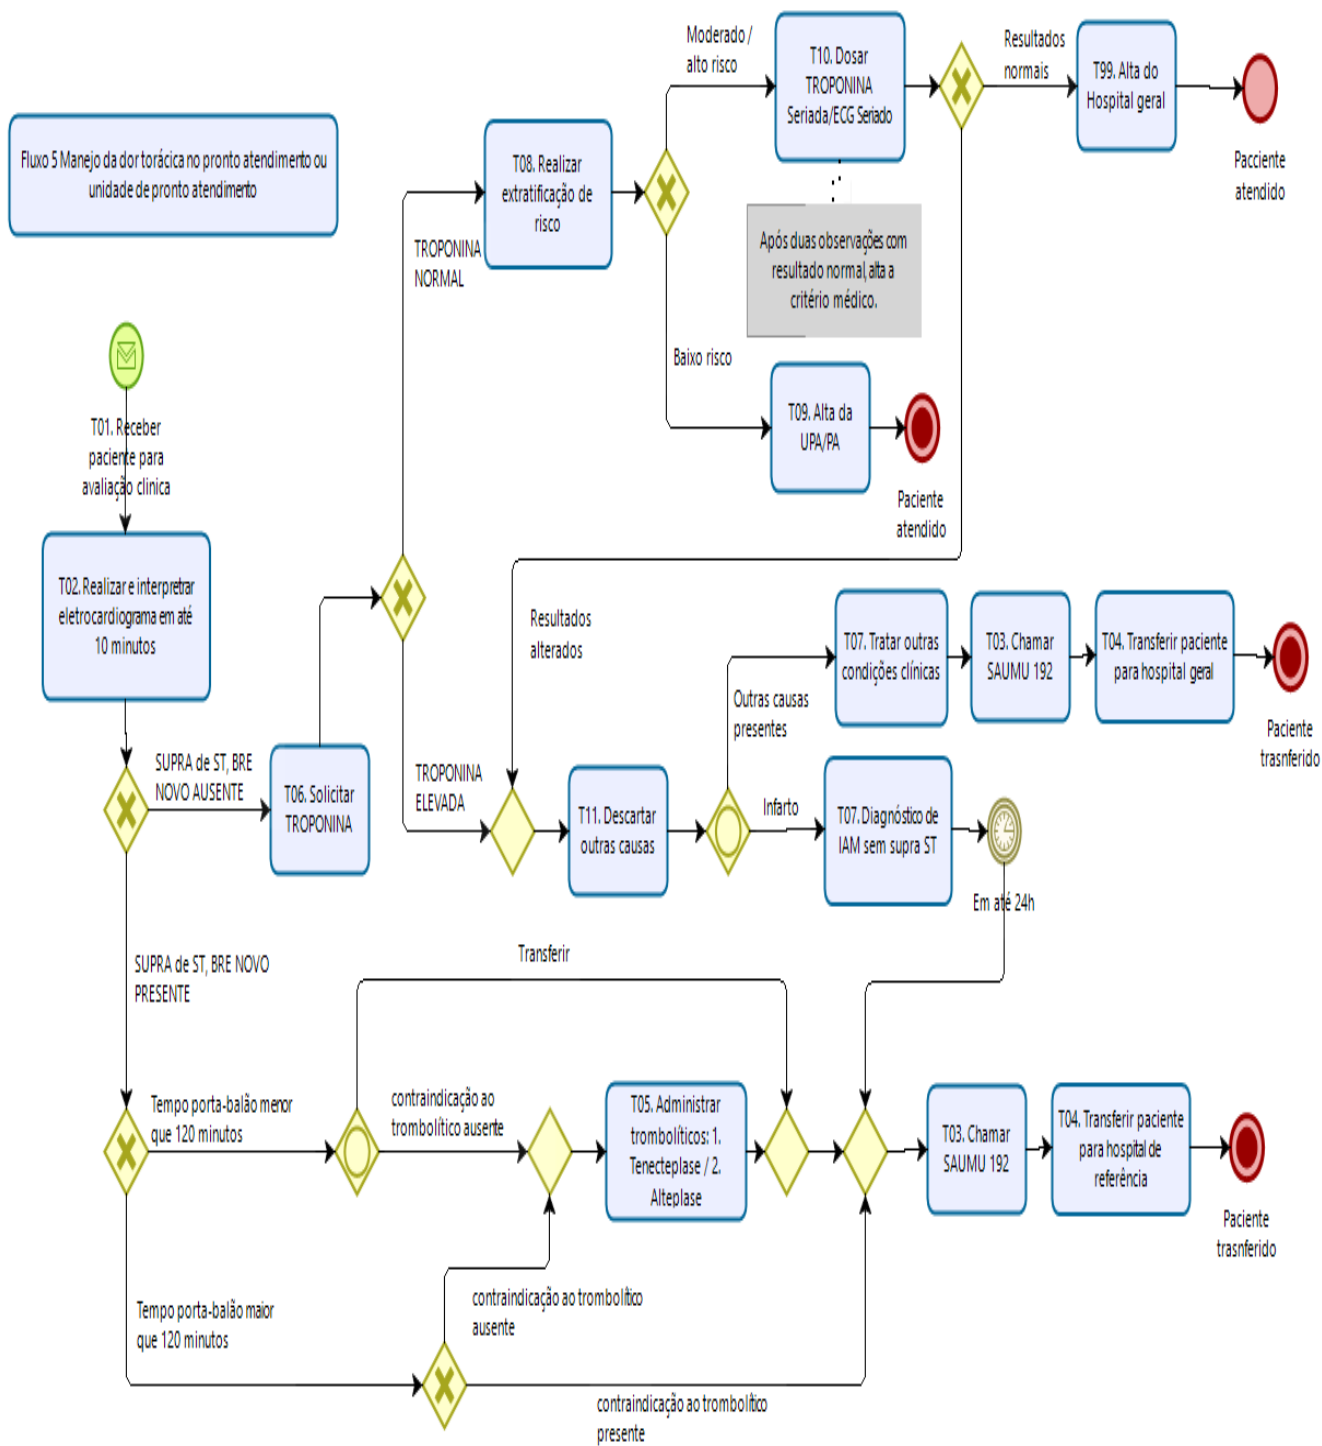 Fluxo 5 Manejo da dor torácica no pronto atendimento ou
unidade de pronto atendimento
Moderado /
alto risco
T10. Dosar
TROPONINA
Seriada/ECG Seriado
Resultados
normais
T99. Alta do
Hospital geral
Pacciente
atendido
T08. Realizar
extratificação de
risco
TROPONINA
NORMAL
Após duas observações com
resultado normal, alta a
critério médico.
Baixo risco
T09. Alta da
UPA/PA
Paciente
atendido
T01. Receber
paciente para
avaliação clinica
T02. Realizar e interpretrar
eletrocardiograma em até
10 minutos
Resultados
alterados
T07. Tratar outras
condições clínicas
T03. Chamar
SAUMU 192
T04. Transferir paciente
para hospital geral
Outras causas
presentes
Paciente
trasnferido
SUPRA de ST, BRE
NOVO AUSENTE
T06. Solicitar
TROPONINA
TROPONINA
ELEVADA
T11. Descartar
outras causas
Infarto
T07. Diagnóstico de
IAM sem supra ST
Em até 24h
SUPRA de ST, BRE NOVO
PRESENTE
Transferir
Tempo porta-balão menor
que 120 minutos
contraindicação ao
trombolítico ausente
T05. Administrar
trombolíticos: 1.
Tenecteplase / 2.
Alteplase
T03. Chamar
SAUMU 192
T04. Transferir paciente
para hospital de
referência
Paciente
trasnferido
Tempo porta-balão maior
que 120 minutos
contraindicação ao trombolítico
ausente
contraindicação ao trombolítico
presente